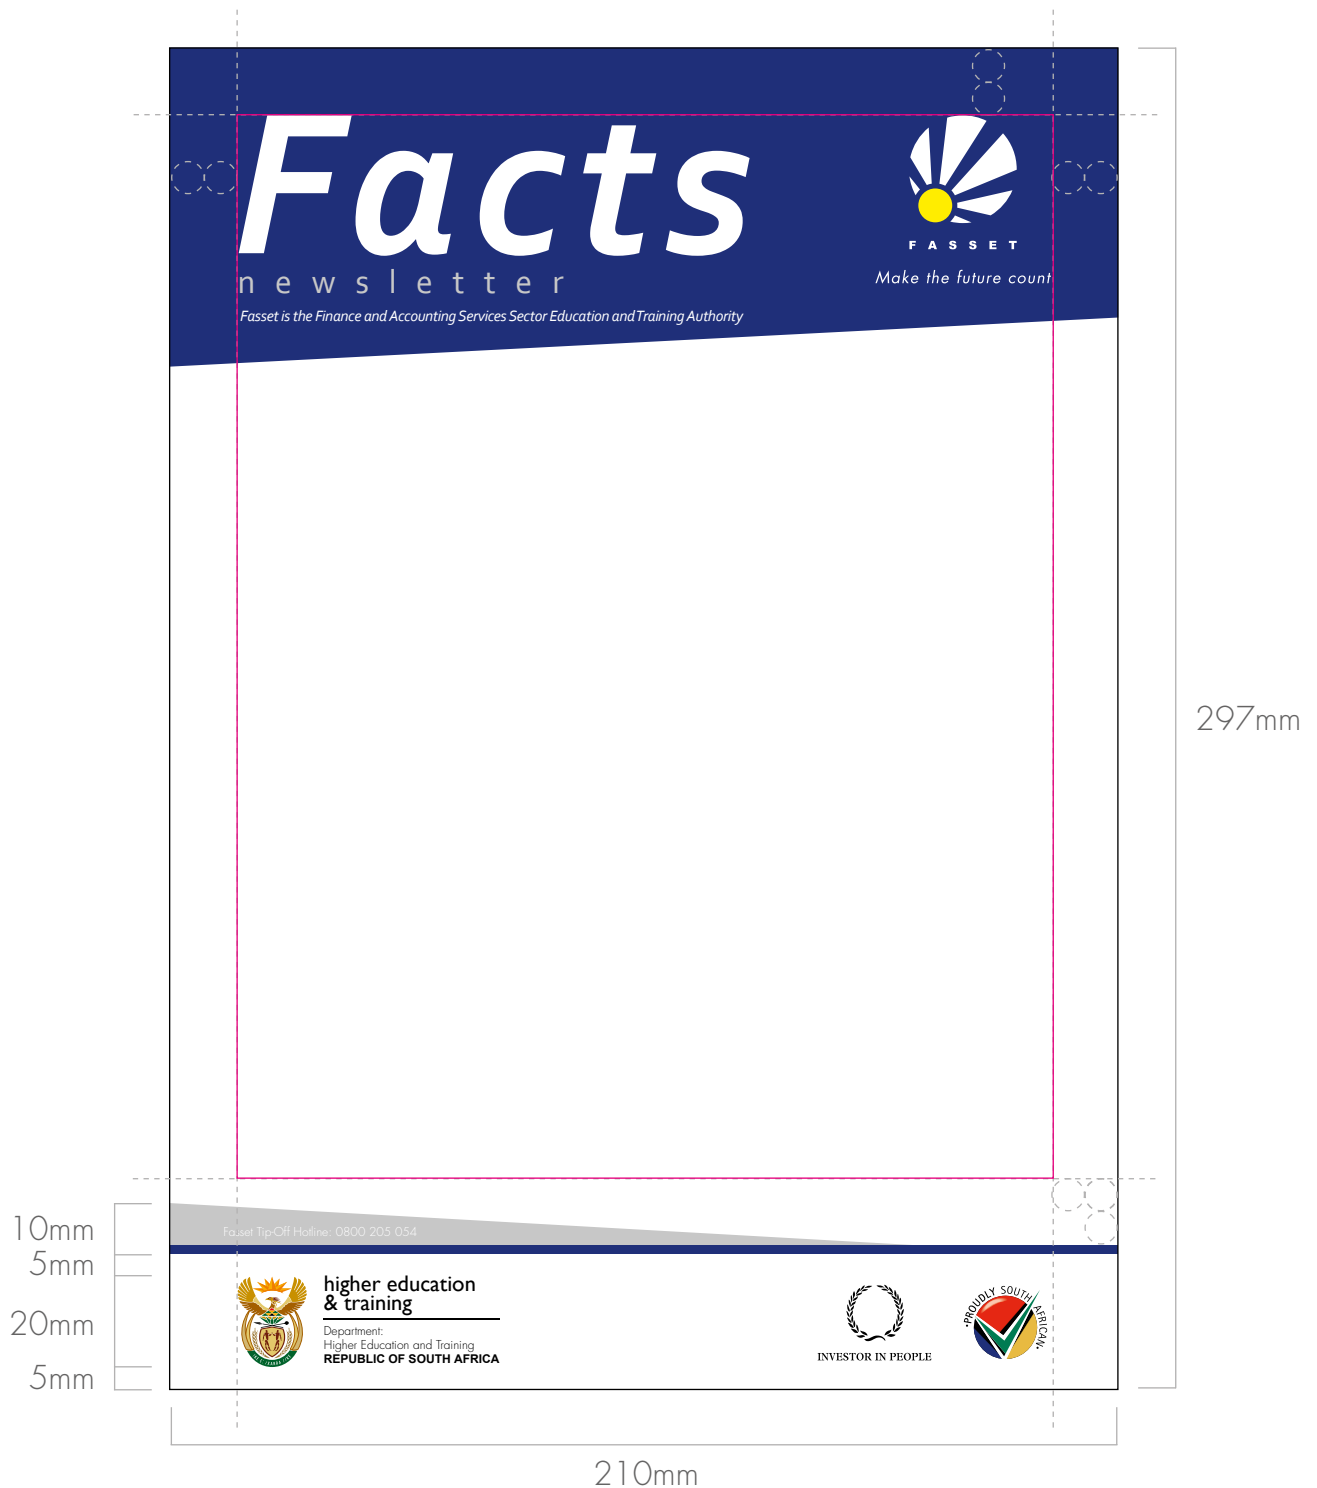 Facts
newsletter
Fasset is the Finance and Accounting Services Sector Education and Training Authority
FASSET
Make the future count
297mm
10mm
5mm
20mm
5mm
Fasset Tip-Off Hotline: 0800 205 054
higher education
& training
Department:
Higher Education and Training
REPUBLIC OF SOUTH AFRICA
INVESTOR IN PEOPLE
•PROUDLY SOUTH AFRICAN•
210mm